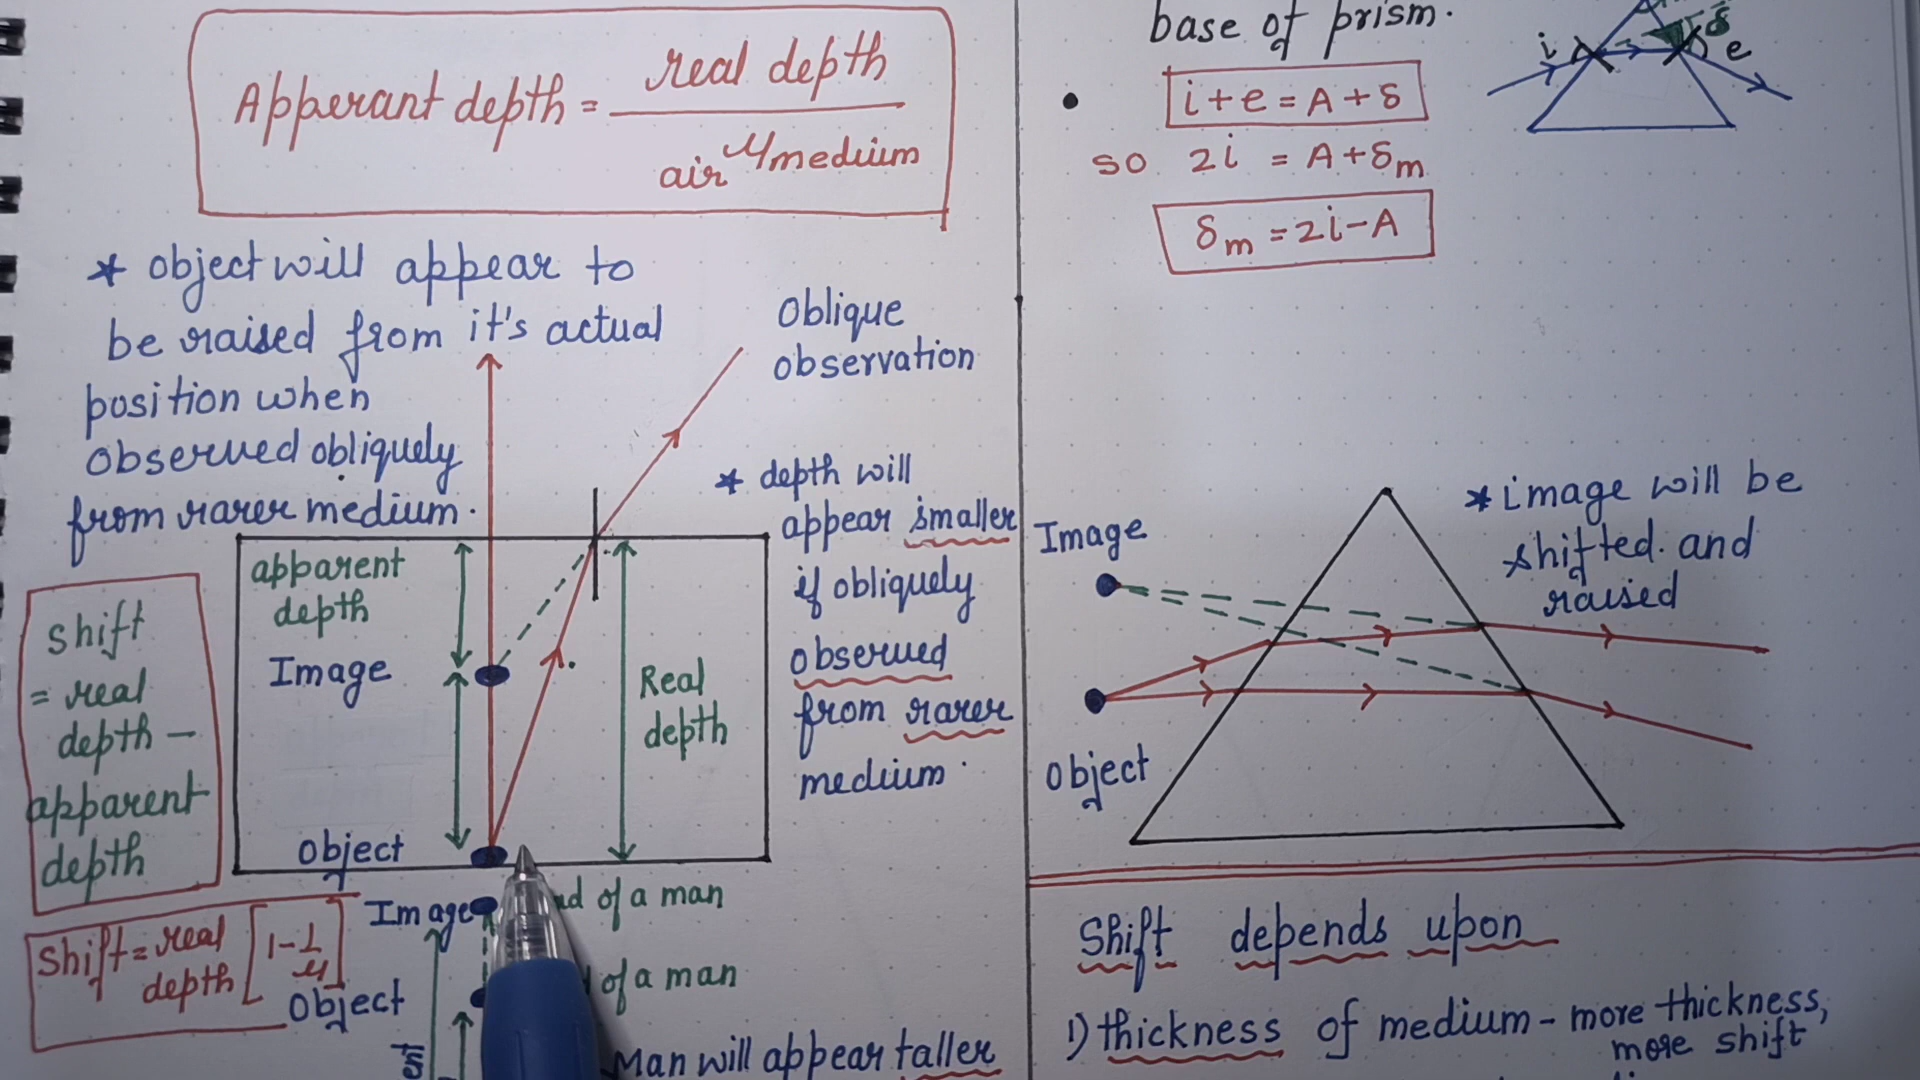 Apperant depth = real depth
airμmedium
* object will appear to
be raised from it's actual
position when
observed obliquely
from rarer medium.
oblique
observation
* depth will
appear smaller
if obliquely
observed
from rarer
medium.
apparent
depth
Image
Real
depth
object
Shift
= real
depth –
apparent
depth
Shift = real
depth [1 - 1/μ]
Image
of a man
object
of a man
Man will appear taller
base of prism.
i
δ
e
• i + e = A + δ
so 2i = A + δm
δm = 2i – A
Image
* image will be
shifted. and
raised
object
Shift depends upon
1) thickness of medium – more thickness,
more shift